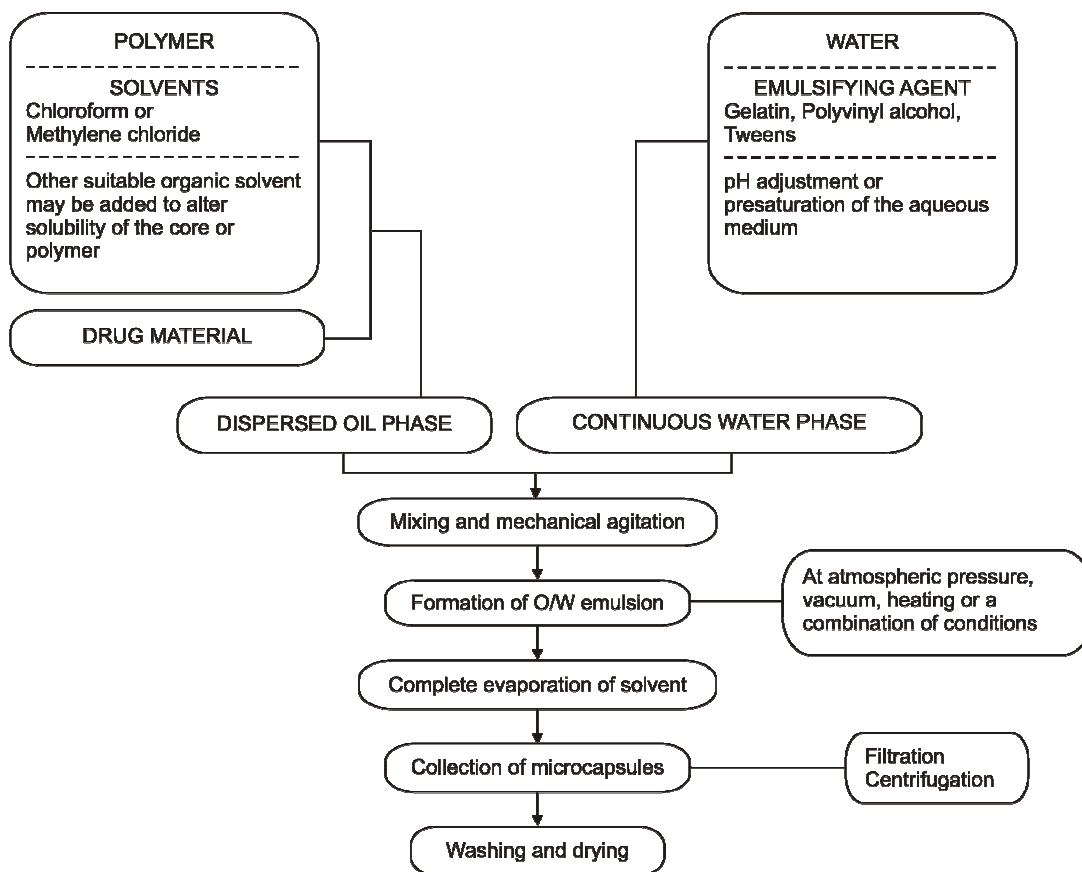 POLYMER
SOLVENTS
Chloroform or
Methylene chloride
Other suitable organic solvent
may be added to alter
solubility of the core or
polymer
DRUG MATERIAL
WATER
EMULSIFYING AGENT
Gelatin, Polyvinyl alcohol,
Tweens
pH adjustment or
presaturation of the aqueous
medium
DISPERSED OIL PHASE
CONTINUOUS WATER PHASE
Mixing and mechanical agitation
Formation of O/W emulsion
At atmospheric pressure,
vacuum, heating or a
combination of conditions
Complete evaporation of solvent
Collection of microcapsules
Filtration
Centrifugation
Washing and drying